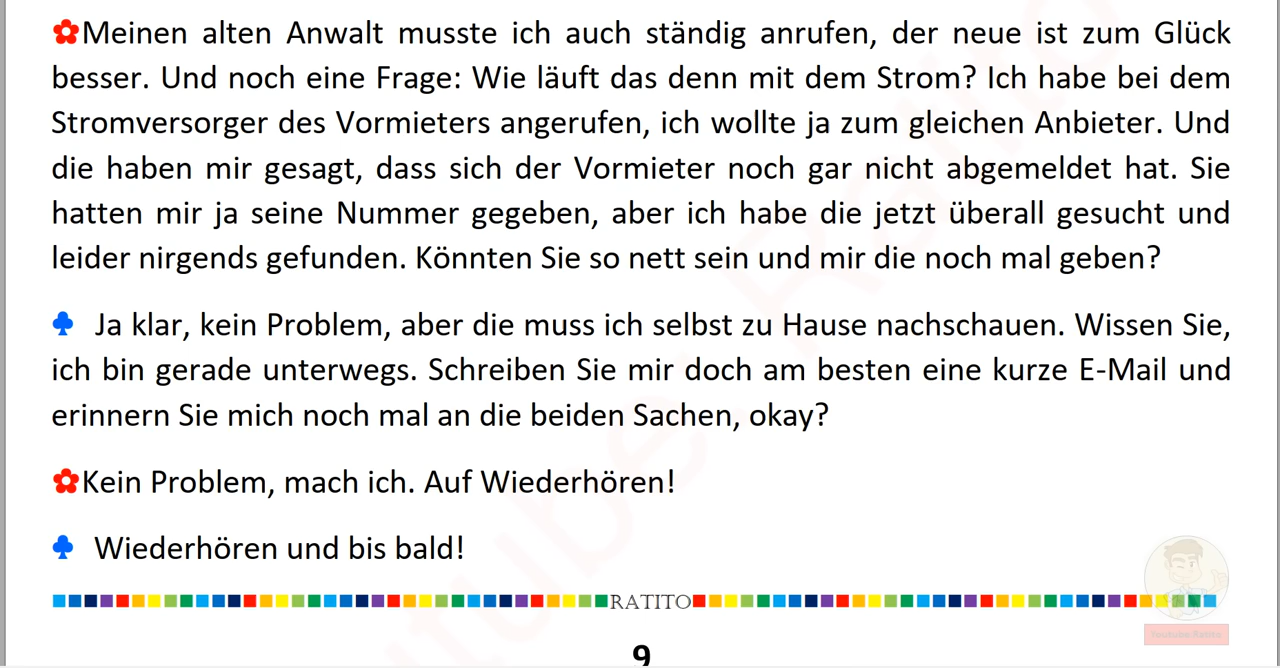 Meinen alten Anwalt musste ich auch ständig anrufen, der neue ist zum Glück
besser. Und noch eine Frage: Wie läuft das denn mit dem Strom? Ich habe bei dem
Stromversorger des Vormieters angerufen, ich wollte ja zum gleichen Anbieter. Und
die haben mir gesagt, dass sich der Vormieter noch gar nicht abgemeldet hat. Sie
hatten mir ja seine Nummer gegeben, aber ich habe die jetzt überall gesucht und
leider nirgends gefunden. Könnten Sie so nett sein und mir die noch mal geben?
Ja klar, kein Problem, aber die muss ich selbst zu Hause nachschauen. Wissen Sie,
ich bin gerade unterwegs. Schreiben Sie mir doch am besten eine kurze E-Mail und
erinnern Sie mich noch mal an die beiden Sachen, okay?
Kein Problem, mach ich. Auf Wiederhören!
Wiederhören und bis bald!
RATITO
Youtube:Ratito
9